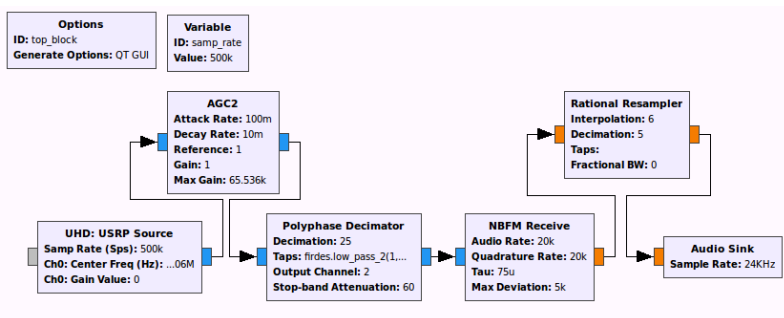 Options
ID: top_block
Generate Options: QT GUI
Variable
ID: samp_rate
Value: 500k
AGC2
Attack Rate: 100m
Decay Rate: 10m
Reference: 1
Gain: 1
Max Gain: 65.536k
Rational Resampler
Interpolation: 6
Decimation: 5
Taps:
Fractional BW: 0
UHD: USRP Source
Samp Rate (Sps): 500k
Ch0: Center Freq (Hz): ...06M
Ch0: Gain Value: 0
Polyphase Decimator
Decimation: 25
Taps: firdes.low_pass_2(1,...
Output Channel: 2
Stop-band Attenuation: 60
NBFM Receive
Audio Rate: 20k
Quadrature Rate: 20k
Tau: 75u
Max Deviation: 5k
Audio Sink
Sample Rate: 24KHz